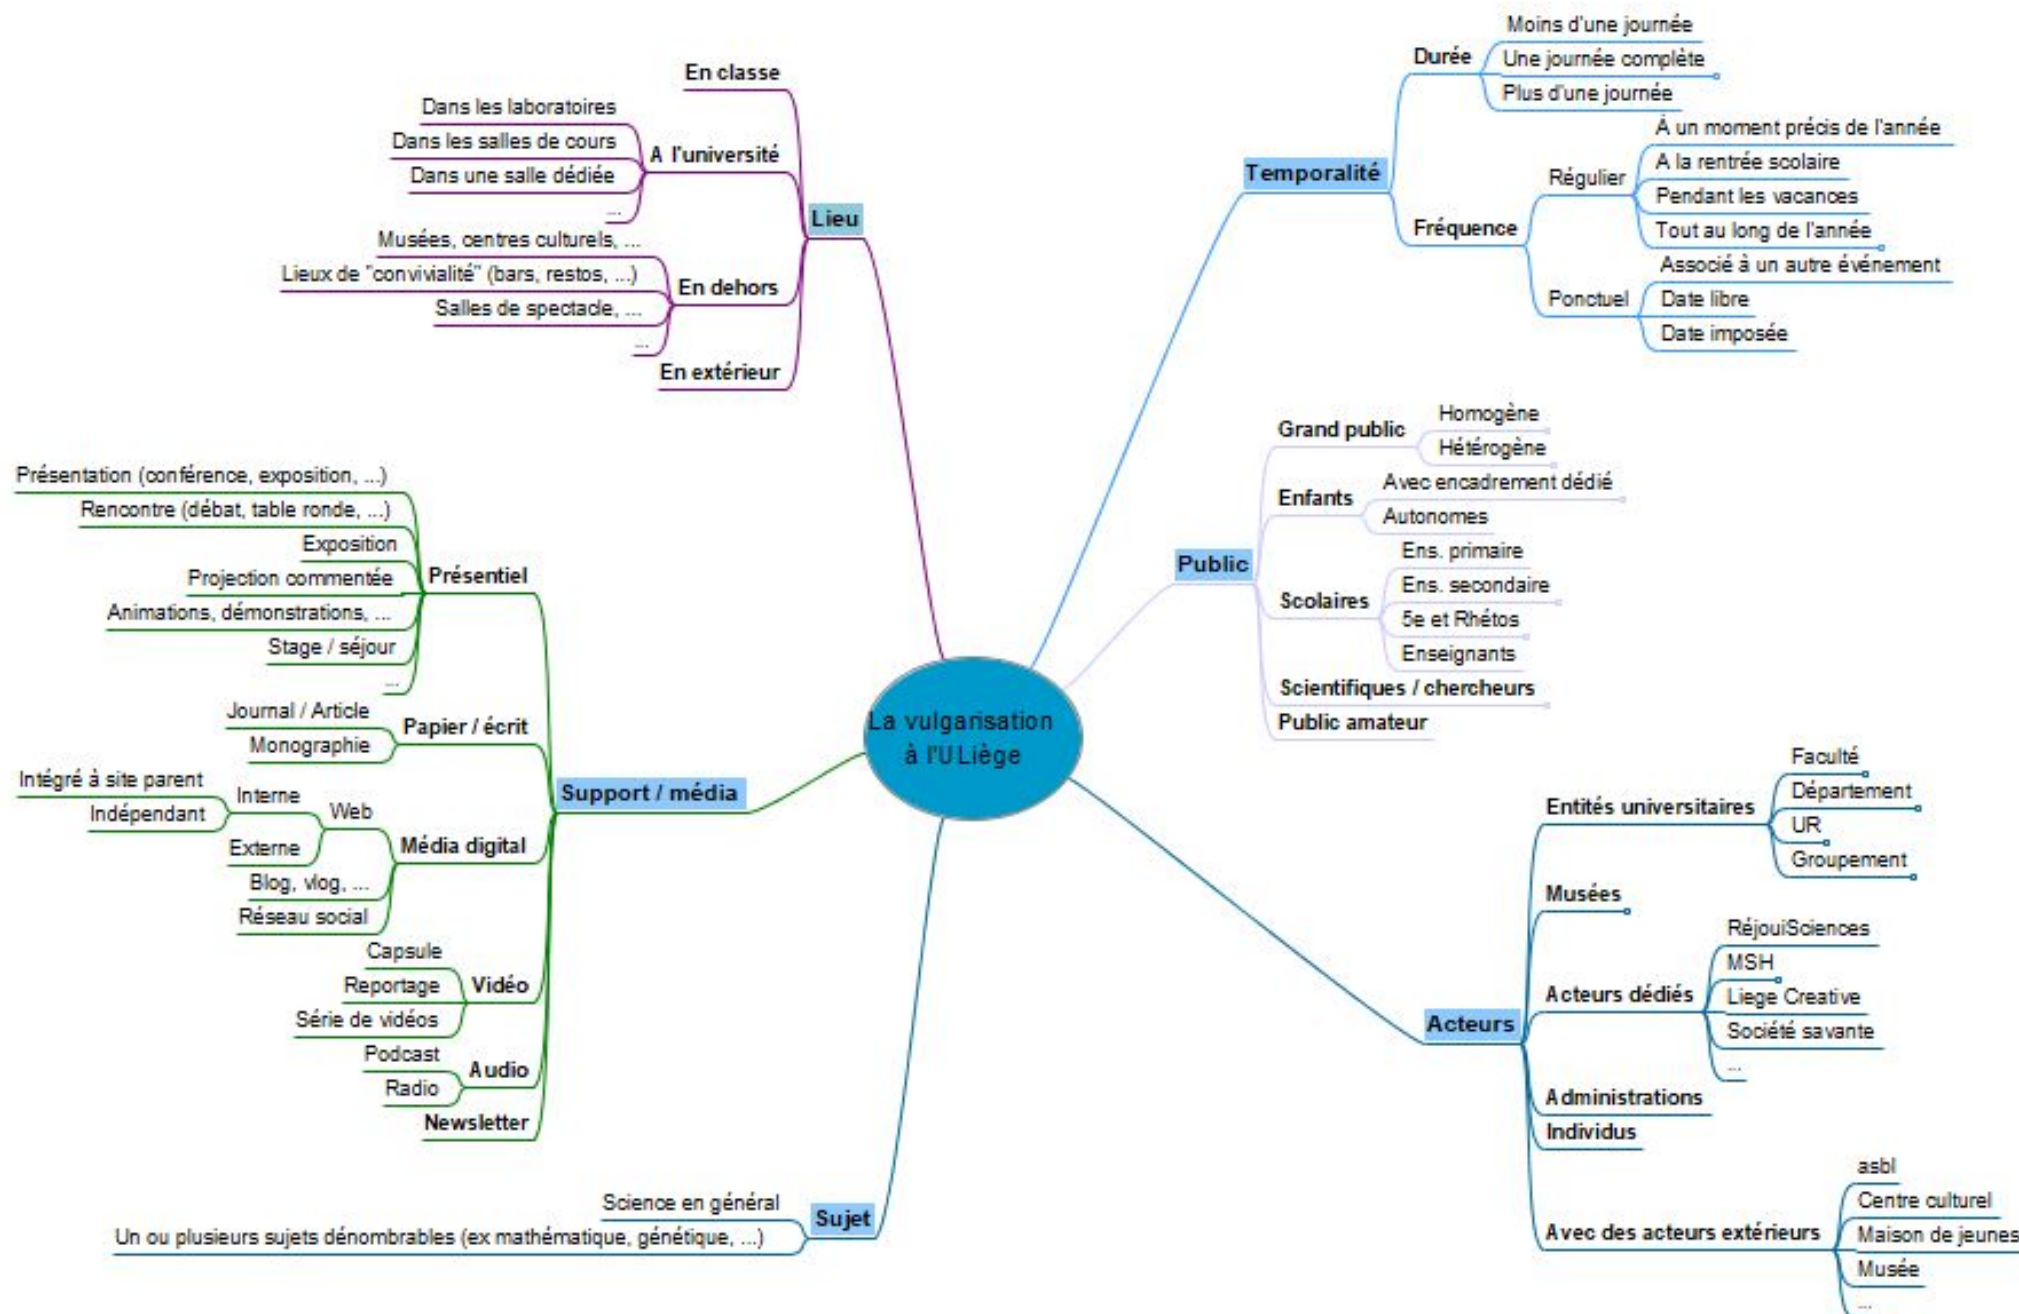 La vulgarisation
à l'ULiège
Lieu
En classe
A l'université
Dans les laboratoires
Dans les salles de cours
Dans une salle dédiée
...
En dehors
Musées, centres culturels, ...
Lieux de "convivialité" (bars, restos, ...)
Salles de spectacle, ...
...
En extérieur
Support / média
Présentiel
Présentation (conférence, exposition, ...)
Rencontre (débat, table ronde, ...)
Exposition
Projection commentée
Animations, démonstrations, ...
Stage / séjour
...
Papier / écrit
Journal / Article
Monographie
Média digital
Web
Interne
Intégré à site parent
Indépendant
Externe
Blog, vlog, ...
Réseau social
Vidéo
Capsule
Reportage
Série de vidéos
Audio
Podcast
Radio
Newsletter
Sujet
Science en général
Un ou plusieurs sujets dénombrables (ex mathématique, génétique, ...)
Temporalité
Durée
Moins d'une journée
Une journée complète
Plus d'une journée
Fréquence
Régulier
À un moment précis de l'année
A la rentrée scolaire
Pendant les vacances
Tout au long de l'année
Ponctuel
Associé à un autre événement
Date libre
Date imposée
Public
Grand public
Homogène
Hétérogène
Enfants
Avec encadrement dédié
Autonomes
Scolaires
Ens. primaire
Ens. secondaire
5e et Rhétos
Enseignants
Scientifiques / chercheurs
Public amateur
Acteurs
Entités universitaires
Faculté
Département
UR
Groupement
Musées
Acteurs dédiés
RéjouiSciences
MSH
Liege Creative
Société savante
...
Administrations
Individus
Avec des acteurs extérieurs
asbl
Centre culturel
Maison de jeunes
Musée
...